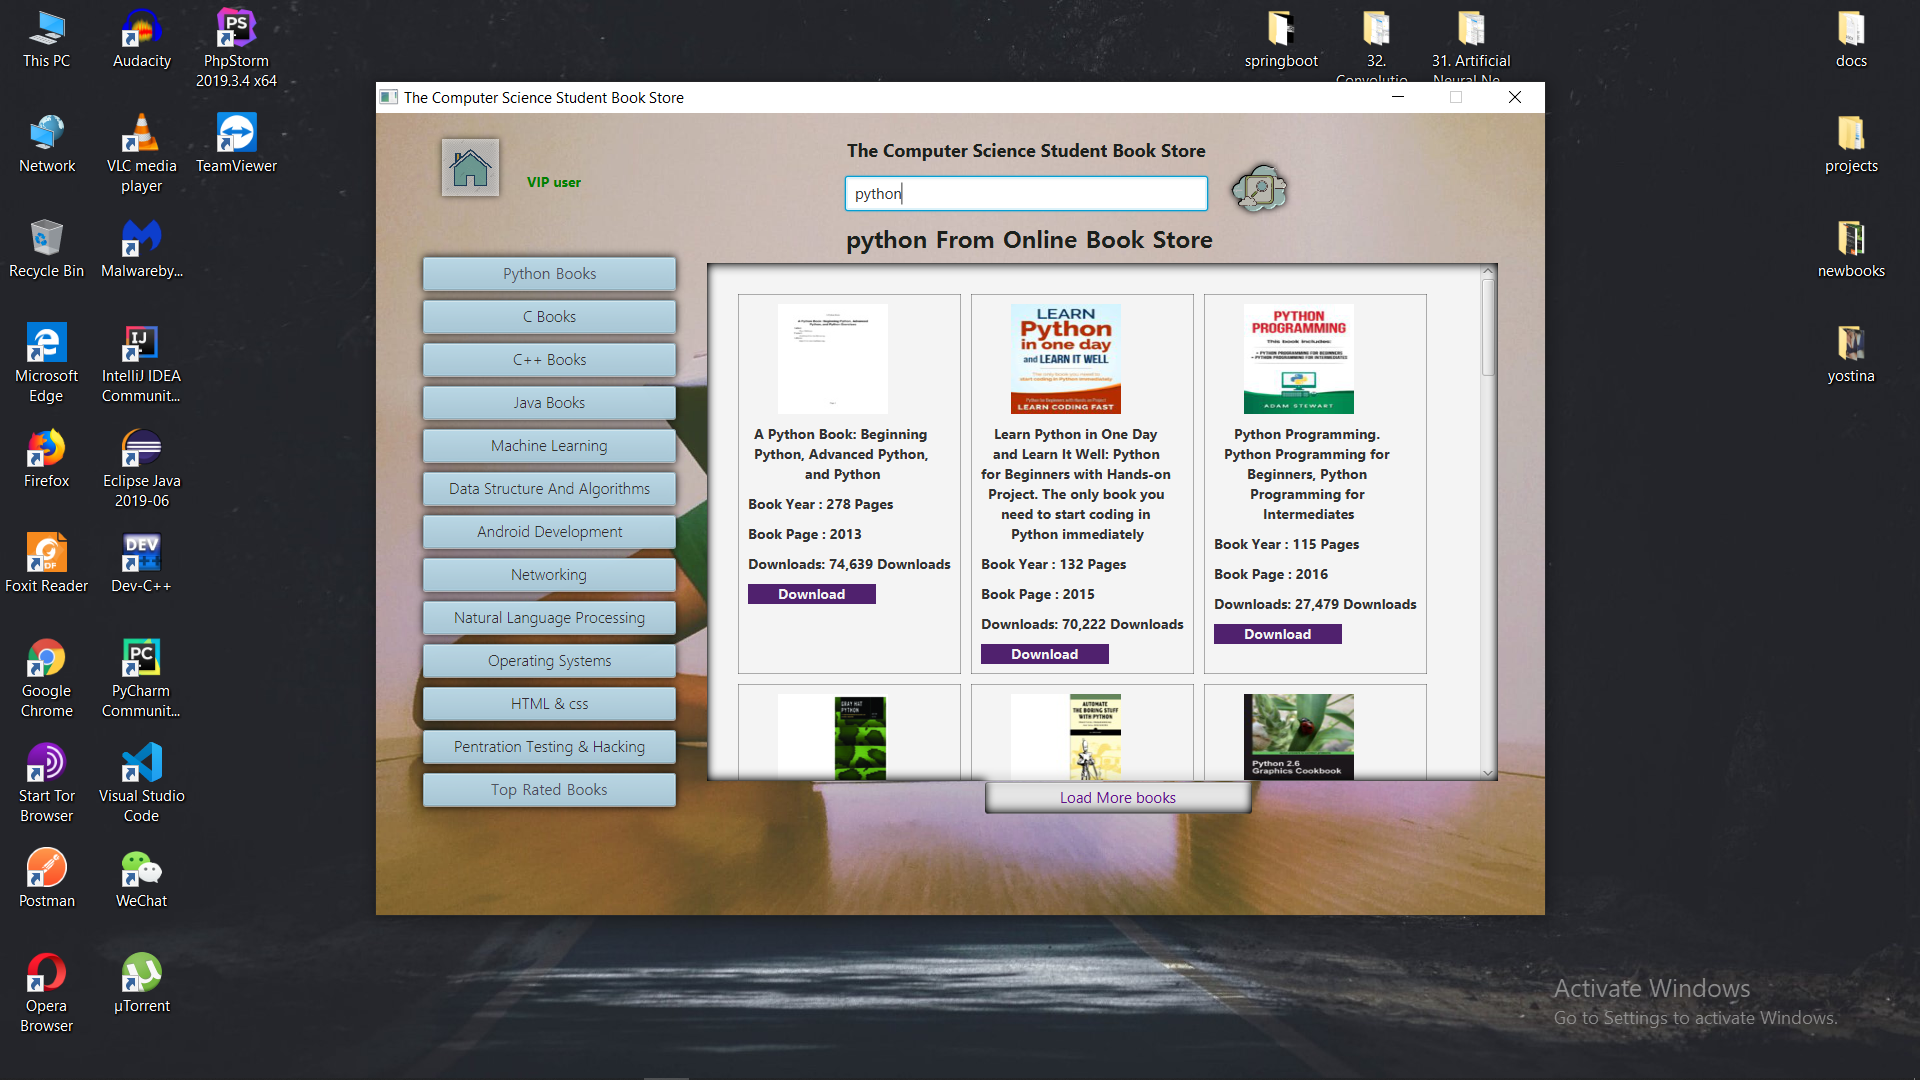 This PC
Audacity
PhpStorm
2019.3.4 x64
springboot
32.
Convolutio...
31. Artificial
Neural Ne...
docs
Network
VLC media
player
TeamViewer
projects
Recycle Bin
Malwareby...
newbooks
Microsoft
Edge
IntelliJ IDEA
Communit...
yostina
Firefox
Eclipse Java
2019-06
Foxit Reader
Dev-C++
Google
Chrome
PyCharm
Communit...
Start Tor
Browser
Visual Studio
Code
Postman
WeChat
Opera
Browser
µTorrent
The Computer Science Student Book Store
VIP user
The Computer Science Student Book Store
python
python From Online Book Store
Python Books
C Books
C++ Books
Java Books
Machine Learning
Data Structure And Algorithms
Android Development
Networking
Natural Language Processing
Operating Systems
HTML & css
Pentration Testing & Hacking
Top Rated Books
A Python Book: Beginning
Python, Advanced Python,
and Python
Book Year : 278 Pages
Book Page : 2013
Downloads: 74,639 Downloads
Download
LEARN
Python
in one day
and LEARN IT WELL
LEARN CODING FAST
Learn Python in One Day
and Learn It Well: Python
for Beginners with Hands-on
Project. The only book you
need to start coding in
Python immediately
Book Year : 132 Pages
Book Page : 2015
Downloads: 70,222 Downloads
Download
PYTHON
PROGRAMMING
This book includes:
PYTHON PROGRAMMING FOR BEGINNERS
PYTHON PROGRAMMING FOR INTERMEDIATES
ADAM STEWART
Python Programming.
Python Programming for
Beginners, Python
Programming for
Intermediates
Book Year : 115 Pages
Book Page : 2016
Downloads: 27,479 Downloads
Download
GRAY HAT
PYTHON
AUTOMATE
THE BORING STUFF
WITH PYTHON
Python 2.6
Graphics Cookbook
Load More books
Activate Windows
Go to Settings to activate Windows.